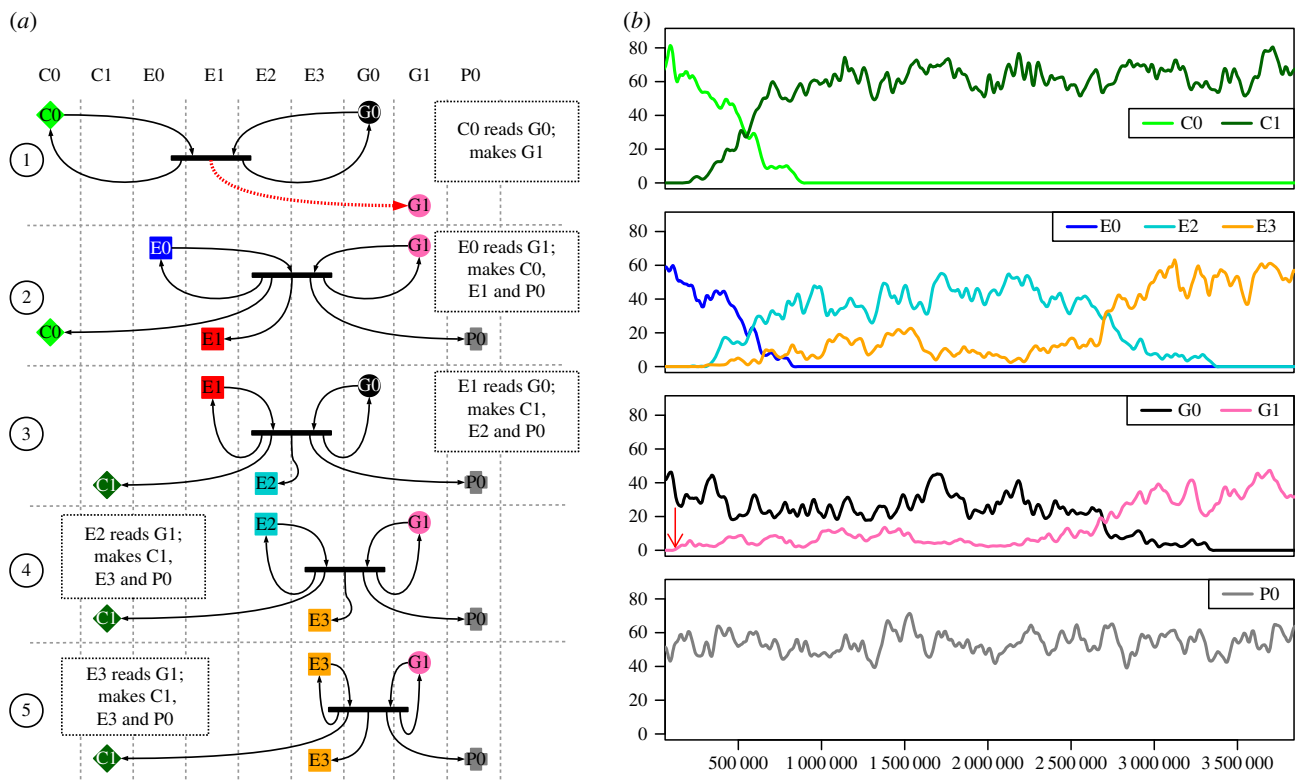 (a)
C0 C1 E0 E1 E2 E3 G0 G1 P0
1
C0
G0
G1
C0 reads G0;
makes G1
2
E0
G1
C0
E1
P0
E0 reads G1;
makes C0,
E1 and P0
3
E1
G0
C1
E2
P0
E1 reads G0;
makes C1,
E2 and P0
4
E2 reads G1;
makes C1,
E3 and P0
E2
G1
C1
E3
P0
5
E3 reads G1;
makes C1,
E3 and P0
E3
G1
C1
E3
P0
(b)
80
60
40
20
0
C0 C1
80
60
40
20
0
E0 E2 E3
80
60
40
20
0
G0 G1
80
60
40
20
0
P0
500 000 1 000 000 1 500 000 2 000 000 2 500 000 3 000 000 3 500 000